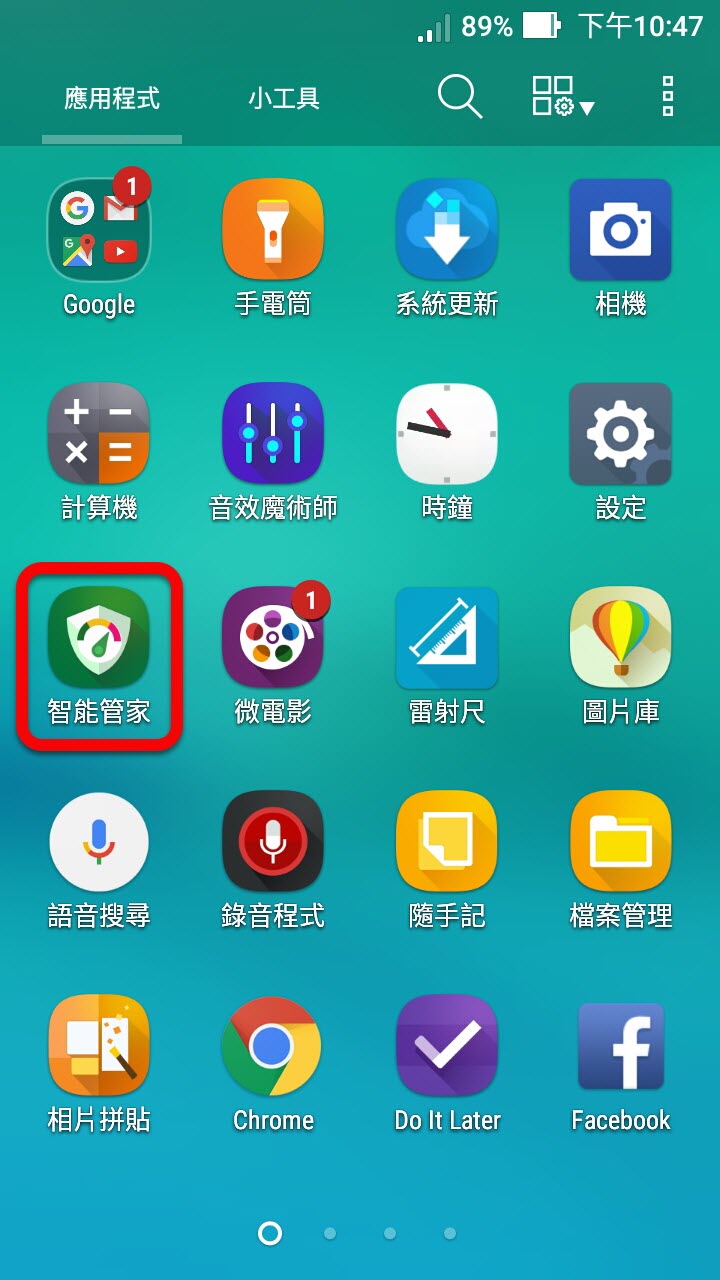 89% 下午10:47
應用程式 小工具
1
Google 手電筒 系統更新 相機
計算機 音效魔術師 時鐘 設定
1
智能管家 微電影 雷射尺 圖片庫
語音搜尋 錄音程式 隨手記 檔案管理
相片拼貼 Chrome Do It Later Facebook